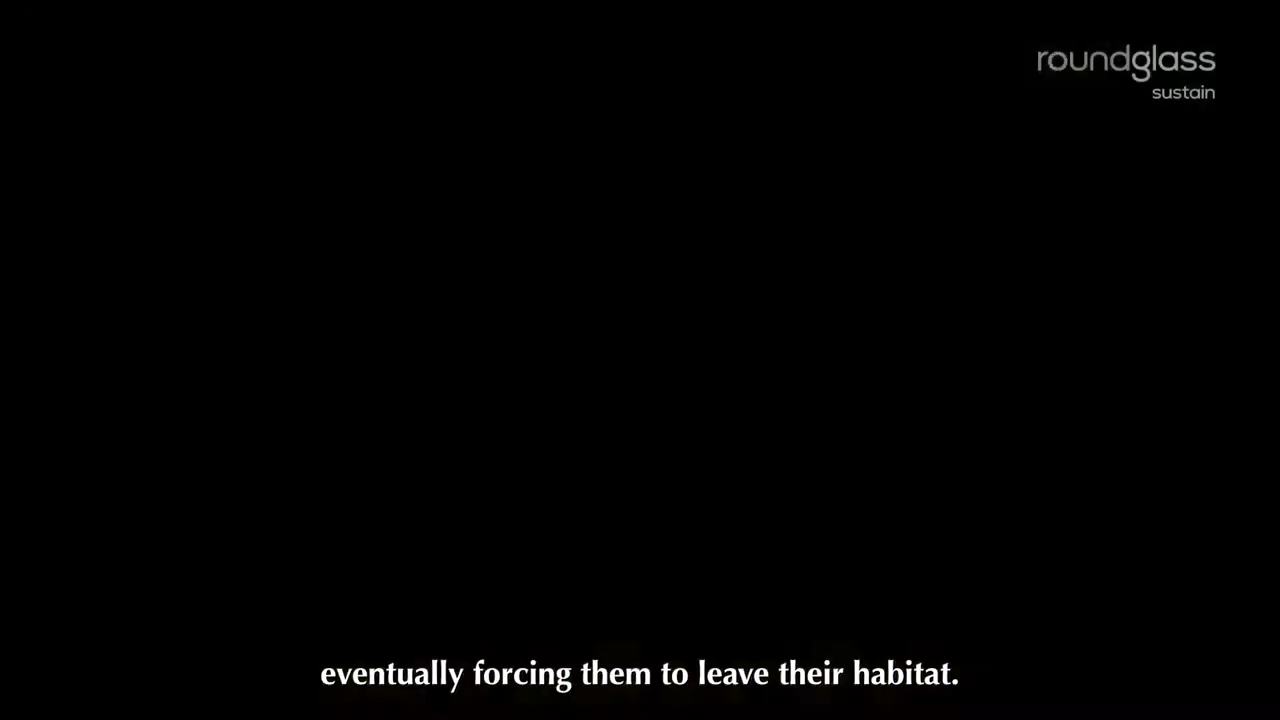 roundglass
sustain
eventually forcing them to leave their habitat.